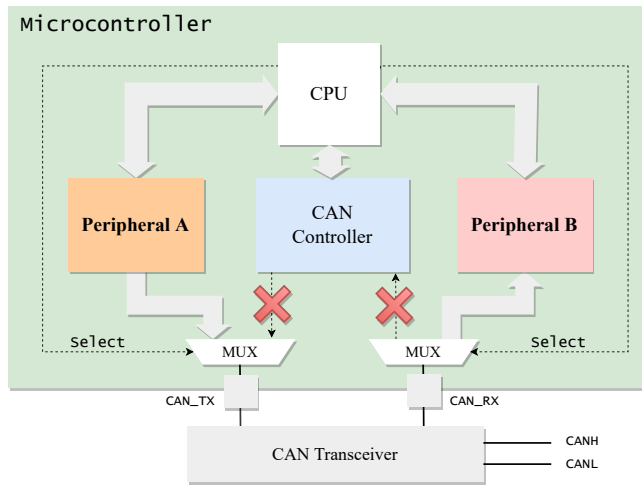 Microcontroller
CPU
Peripheral A
CAN
Controller
Peripheral B
Select
MUX
MUX
Select
CAN_TX
CAN_RX
CAN Transceiver
CANH
CANL